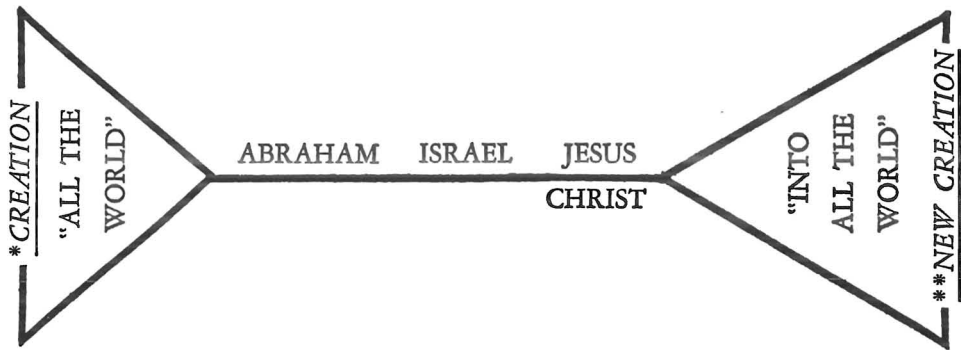 *CREATION
“ALL THE
WORLD”
ABRAHAM ISRAEL JESUS
CHRIST
“INTO
ALL THE
WORLD”
**NEW CREATION